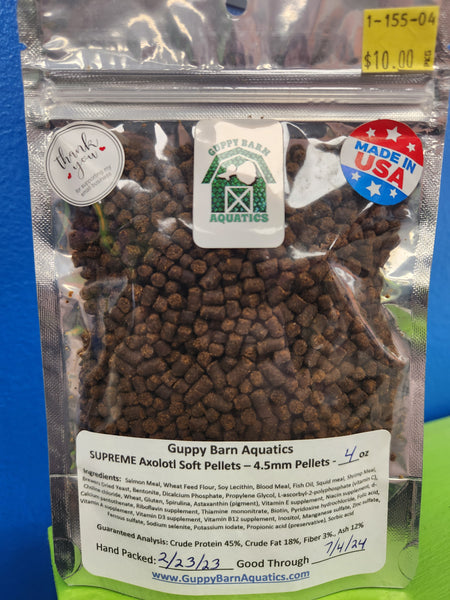 1-155-04
$10.00 PKG
thank
you
for supporting my
small business!
MADE IN
USA
GUPPY BARN
AQUATICS
Guppy Barn Aquatics
SUPREME Axolotl Soft Pellets – 4.5mm Pellets - 4 oz
Ingredients: Salmon Meal, Wheat Feed Flour, Soy Lecithin, Blood Meal, Fish Oil, Squid meal, Shrimp Meal,
Brewers Dried Yeast, Bentonite, Dicalcium Phosphate, Propylene Glycol, L-ascorbyl-2-polyphosphate (vitamin C),
Choline chloride, Wheat, Gluten, Spirulina, Astaxanthin (pigment), Vitamin E supplement, Niacin supplement, d-
Calcium pantothenate, Riboflavin supplement, Thiamine mononitrate, Biotin, Pyridoxine hydrochloride, Folic acid,
Vitamin A supplement, Vitamin D3 supplement, Vitamin B12 supplement, Inositol, Manganese sulfate, Zinc sulfate,
Ferrous sulfate, Sodium selenite, Potassium iodate, Propionic acid (preservative), Sorbic acid
Guaranteed Analysis: Crude Protein 45%, Crude Fat 18%, Fiber 3%, Ash 12%
Hand Packed: 2/23/23 Good Through 7/4/24
www.GuppyBarnAquatics.com